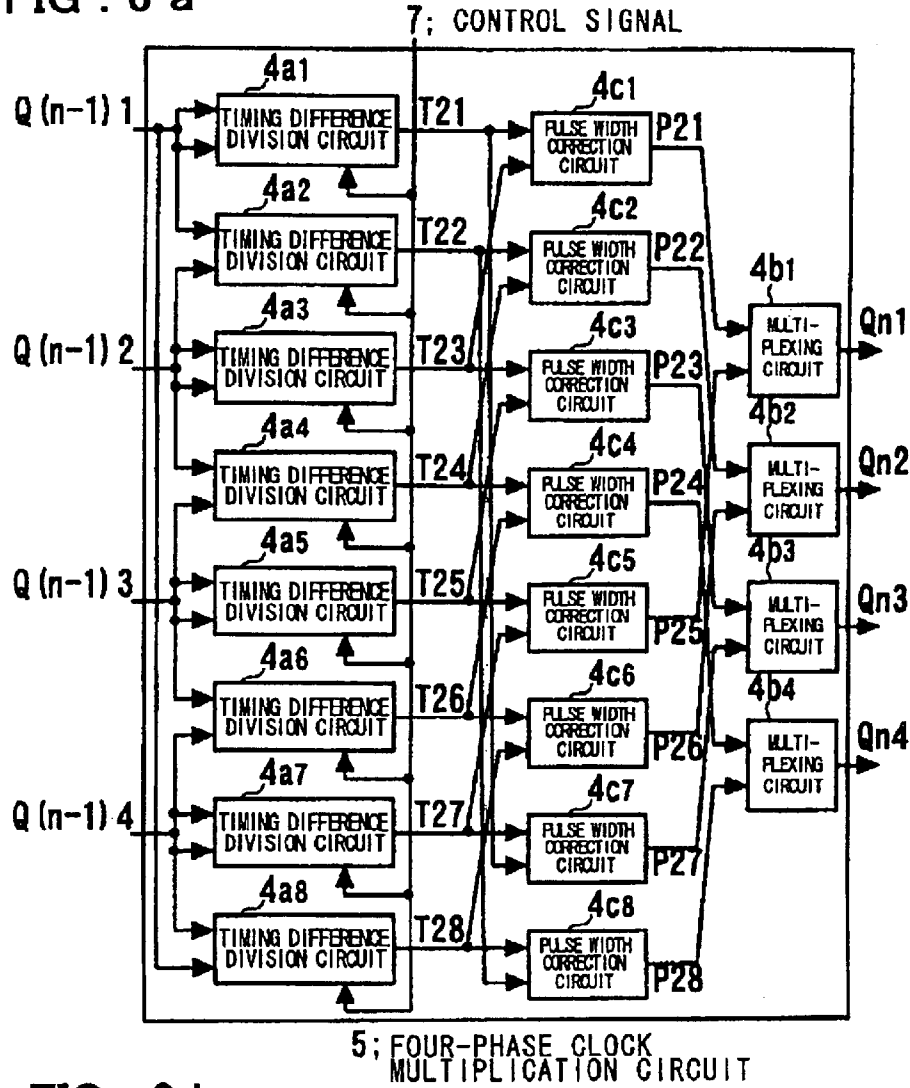 FIG . 6 a
7; CONTROL SIGNAL
4a1
Q(n-1)1
TIMING DIFFERENCE
DIVISION CIRCUIT
T21
4c1
PULSE WIDTH
CORRECTION
CIRCUIT
P21
4a2
TIMING DIFFERENCE
DIVISION CIRCUIT
T22
4c2
PULSE WIDTH
CORRECTION
CIRCUIT
P22
4b1
MULTI-
PLEXING
CIRCUIT
Qn1
4a3
Q(n-1)2
TIMING DIFFERENCE
DIVISION CIRCUIT
T23
4c3
PULSE WIDTH
CORRECTION
CIRCUIT
P23
4b2
MULTI-
PLEXING
CIRCUIT
Qn2
4a4
TIMING DIFFERENCE
DIVISION CIRCUIT
T24
4c4
PULSE WIDTH
CORRECTION
CIRCUIT
P24
4a5
Q(n-1)3
TIMING DIFFERENCE
DIVISION CIRCUIT
T25
4c5
PULSE WIDTH
CORRECTION
CIRCUIT
P25
4b3
MULTI-
PLEXING
CIRCUIT
Qn3
4a6
TIMING DIFFERENCE
DIVISION CIRCUIT
T26
4c6
PULSE WIDTH
CORRECTION
CIRCUIT
P26
4b4
MULTI-
PLEXING
CIRCUIT
Qn4
4a7
Q(n-1)4
TIMING DIFFERENCE
DIVISION CIRCUIT
T27
4c7
PULSE WIDTH
CORRECTION
CIRCUIT
P27
4a8
TIMING DIFFERENCE
DIVISION CIRCUIT
T28
4c8
PULSE WIDTH
CORRECTION
CIRCUIT
P28
5; FOUR-PHASE CLOCK
MULTIPLICATION CIRCUIT